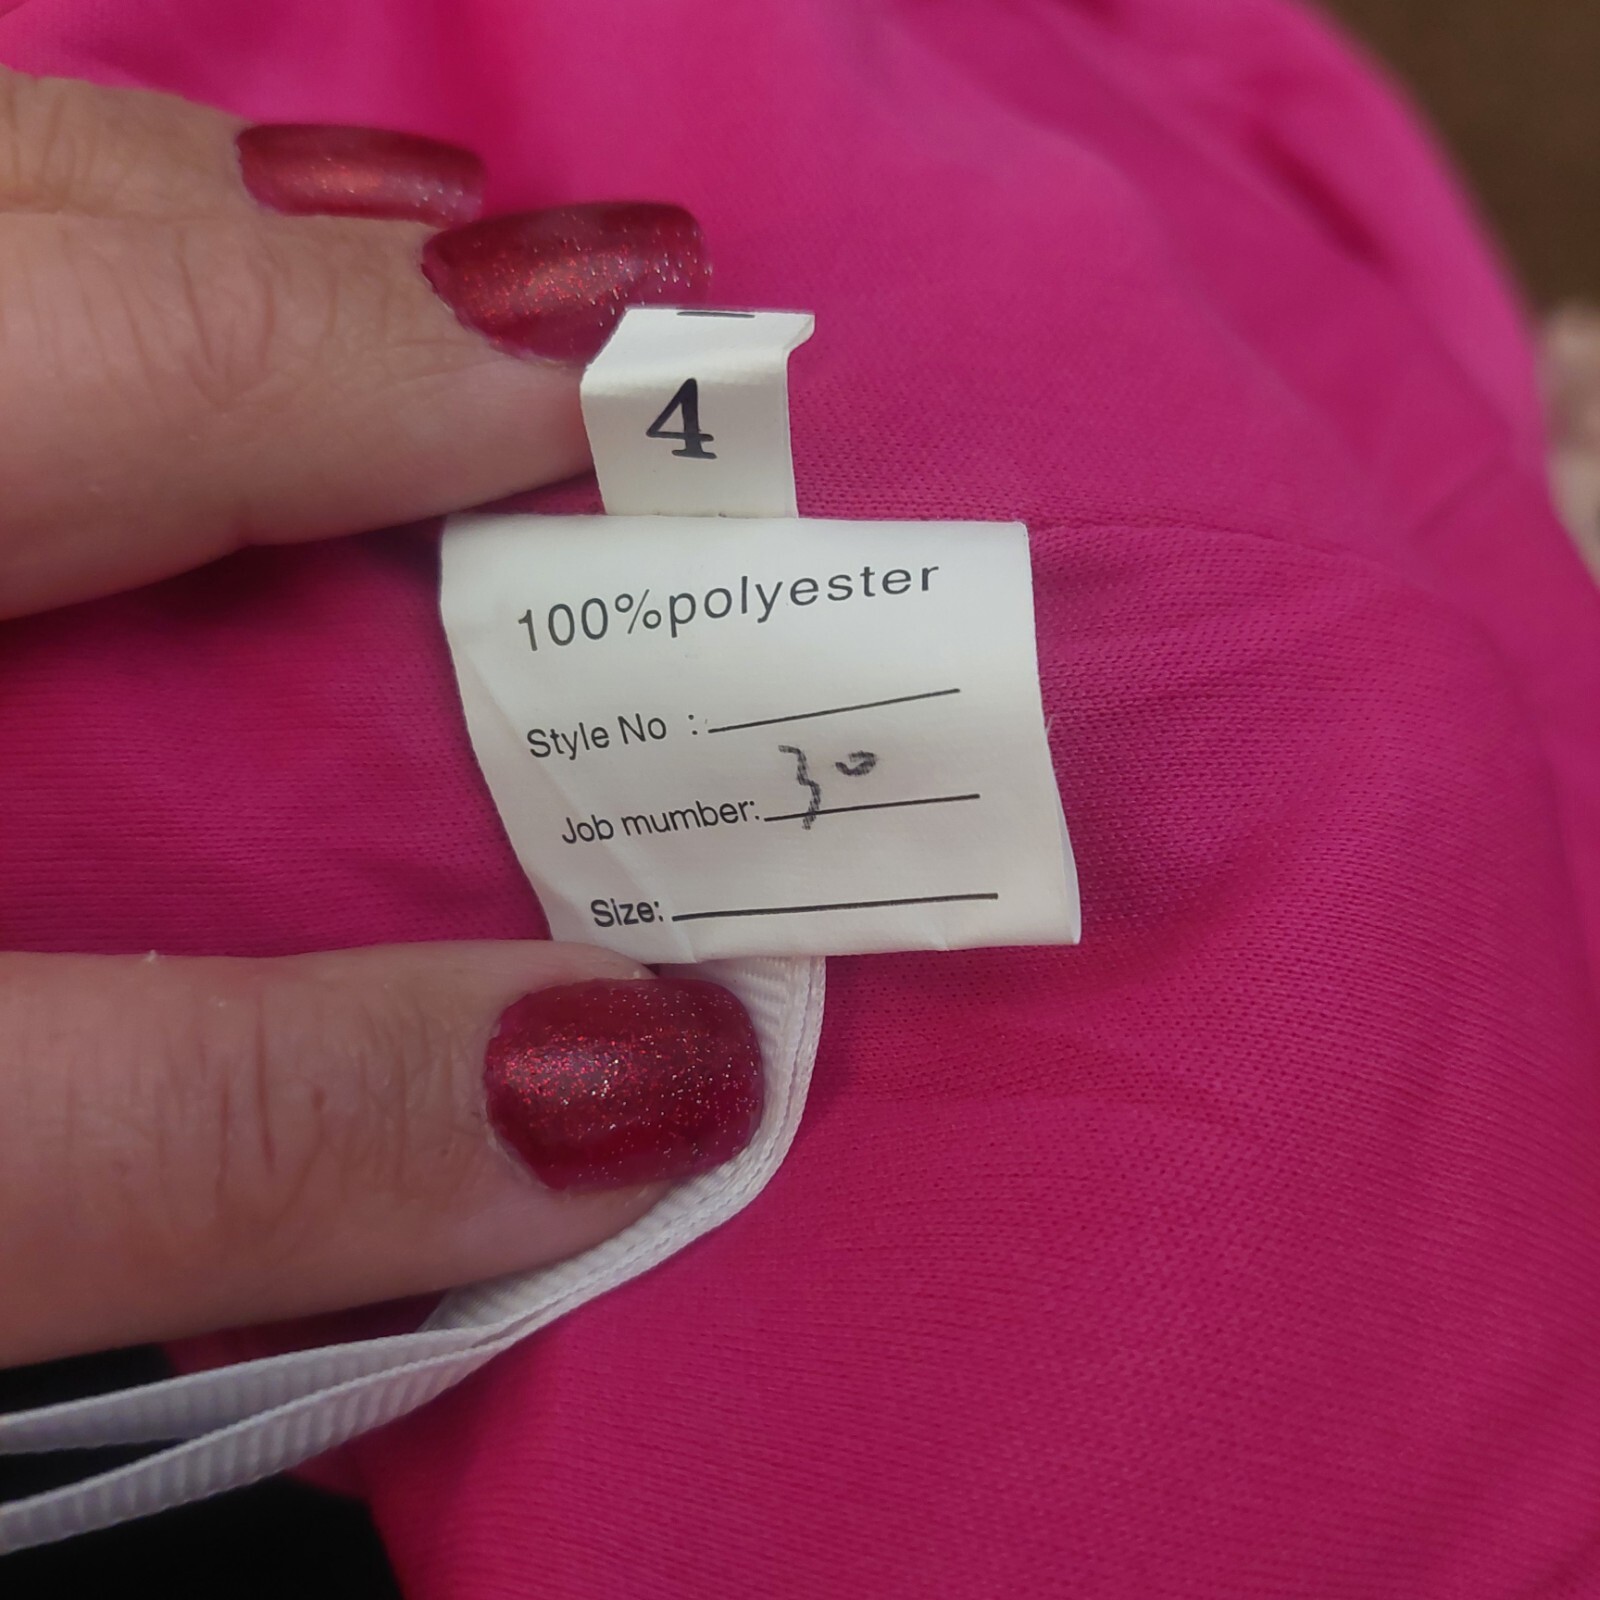 4
100%polyester
Style No :
Job mumber: 30
Size: